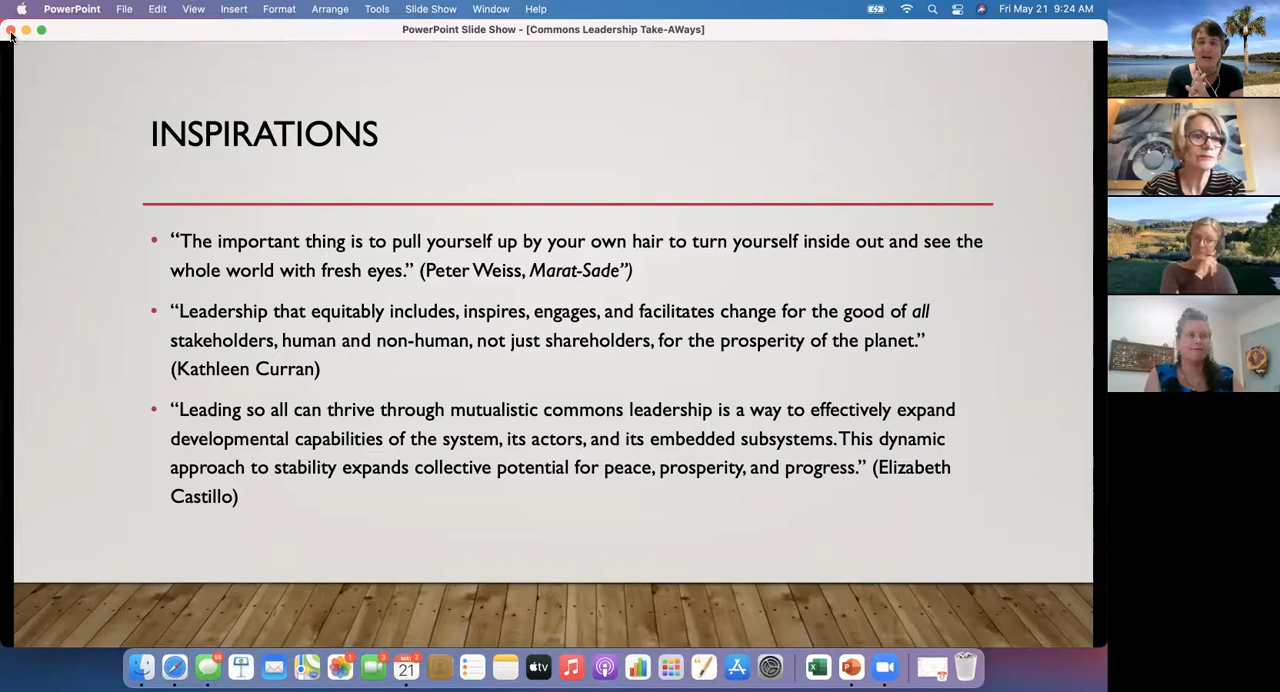 PowerPoint File Edit View Insert Format Arrange Tools Slide Show Window Help Fri May 21 9:24 AM
PowerPoint Slide Show - [Commons Leadership Take-AWays]
INSPIRATIONS
• “The important thing is to pull yourself up by your own hair to turn yourself inside out and see the
whole world with fresh eyes.” (Peter Weiss, Marat-Sade”)
• “Leadership that equitably includes, inspires, engages, and facilitates change for the good of all
stakeholders, human and non-human, not just shareholders, for the prosperity of the planet.”
(Kathleen Curran)
• “Leading so all can thrive through mutualistic commons leadership is a way to effectively expand
developmental capabilities of the system, its actors, and its embedded subsystems. This dynamic
approach to stability expands collective potential for peace, prosperity, and progress.” (Elizabeth
Castillo)
21
tv